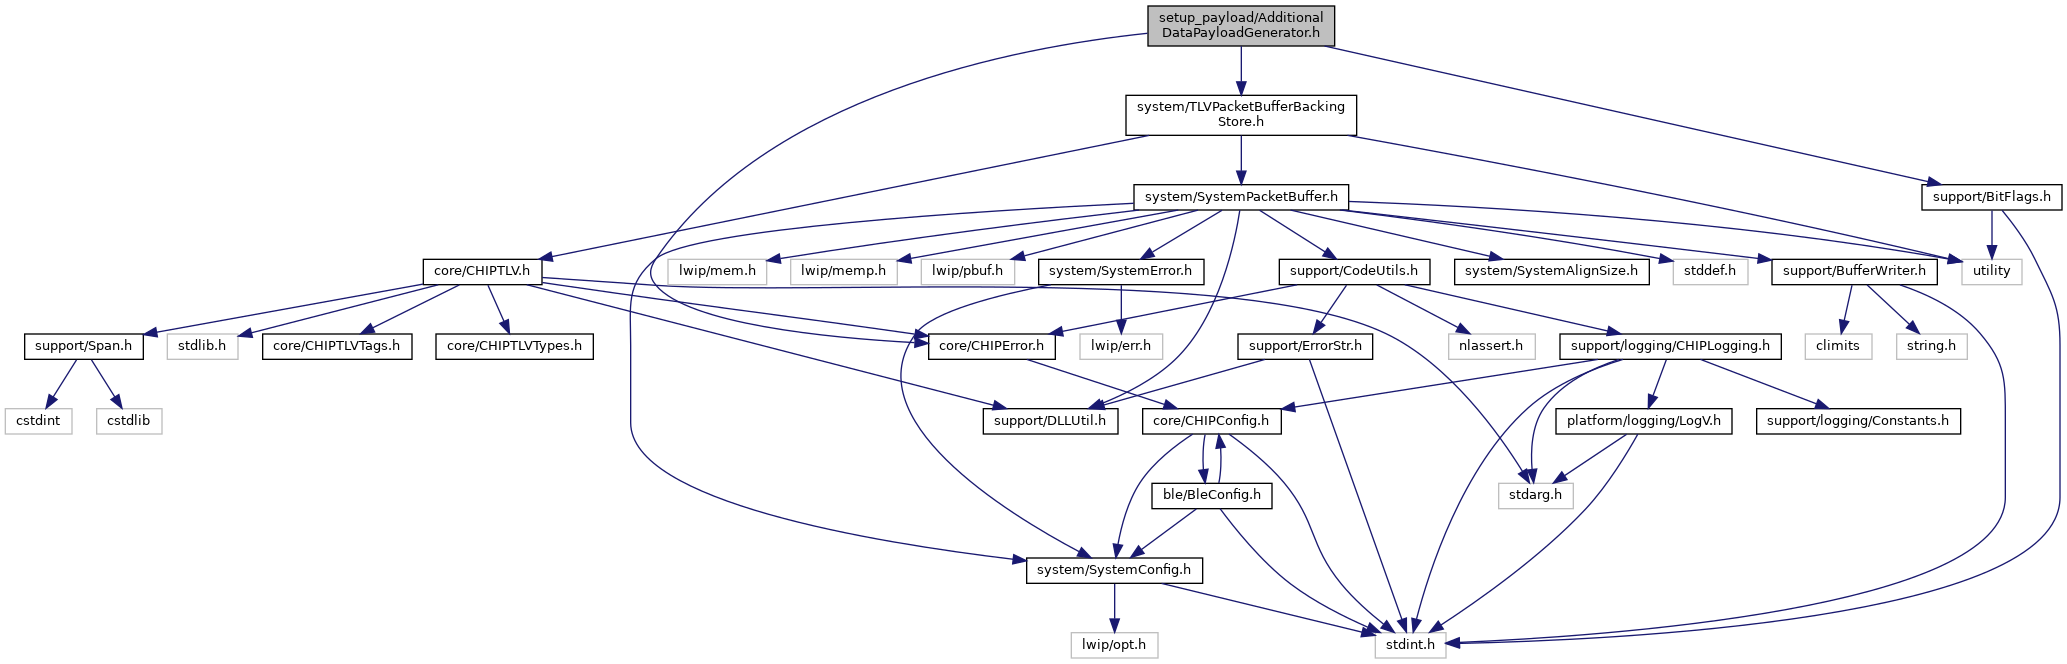 setup_payload/Additional
DataPayloadGenerator.h
system/TLVPacketBufferBacking
Store.h
system/SystemPacketBuffer.h
support/BitFlags.h
core/CHIPTLV.h
lwip/mem.h
lwip/memp.h
lwip/pbuf.h
system/SystemError.h
support/CodeUtils.h
system/SystemAlignSize.h
stddef.h
support/BufferWriter.h
utility
support/Span.h
stdlib.h
core/CHIPTLVTags.h
core/CHIPTLVTypes.h
core/CHIPError.h
lwip/err.h
support/ErrorStr.h
nlassert.h
support/logging/CHIPLogging.h
climits
string.h
cstdint
cstdlib
support/DLLUtil.h
core/CHIPConfig.h
platform/logging/LogV.h
support/logging/Constants.h
ble/BleConfig.h
stdarg.h
system/SystemConfig.h
lwip/opt.h
stdint.h